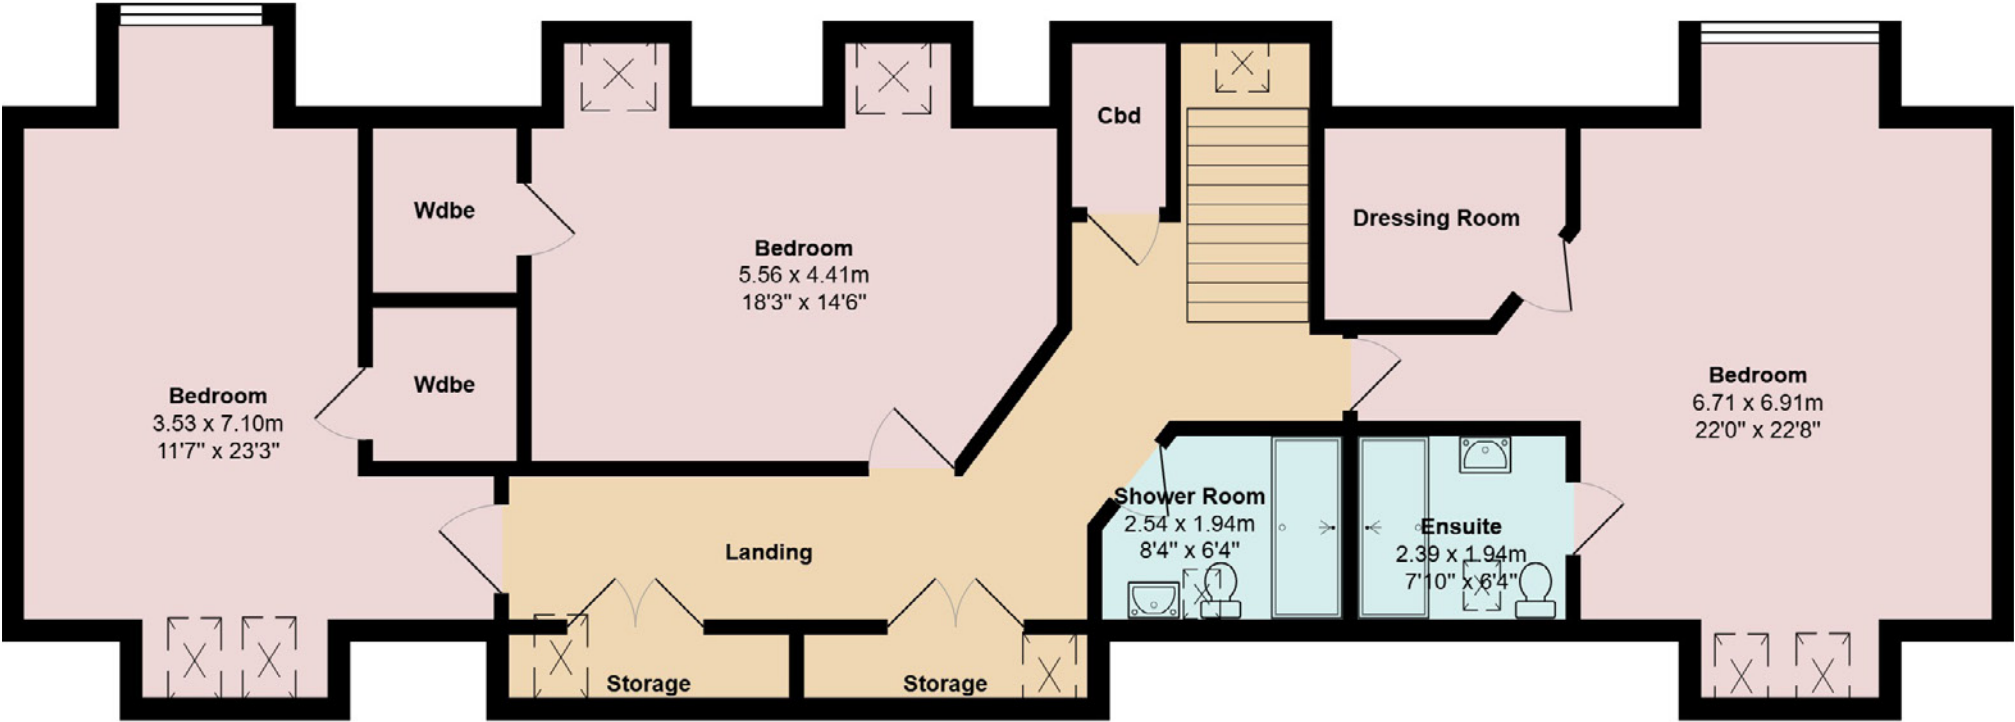 Bedroom
3.53 x 7.10m
11'7" x 23'3"
Wdbe
Wdbe
Bedroom
5.56 x 4.41m
18'3" x 14'6"
Cbd
Dressing Room
Bedroom
6.71 x 6.91m
22'0" x 22'8"
Landing
Shower Room
2.54 x 1.94m
8'4" x 6'4"
Ensuite
2.39 x 1.94m
7'10" x 6'4"
Storage
Storage